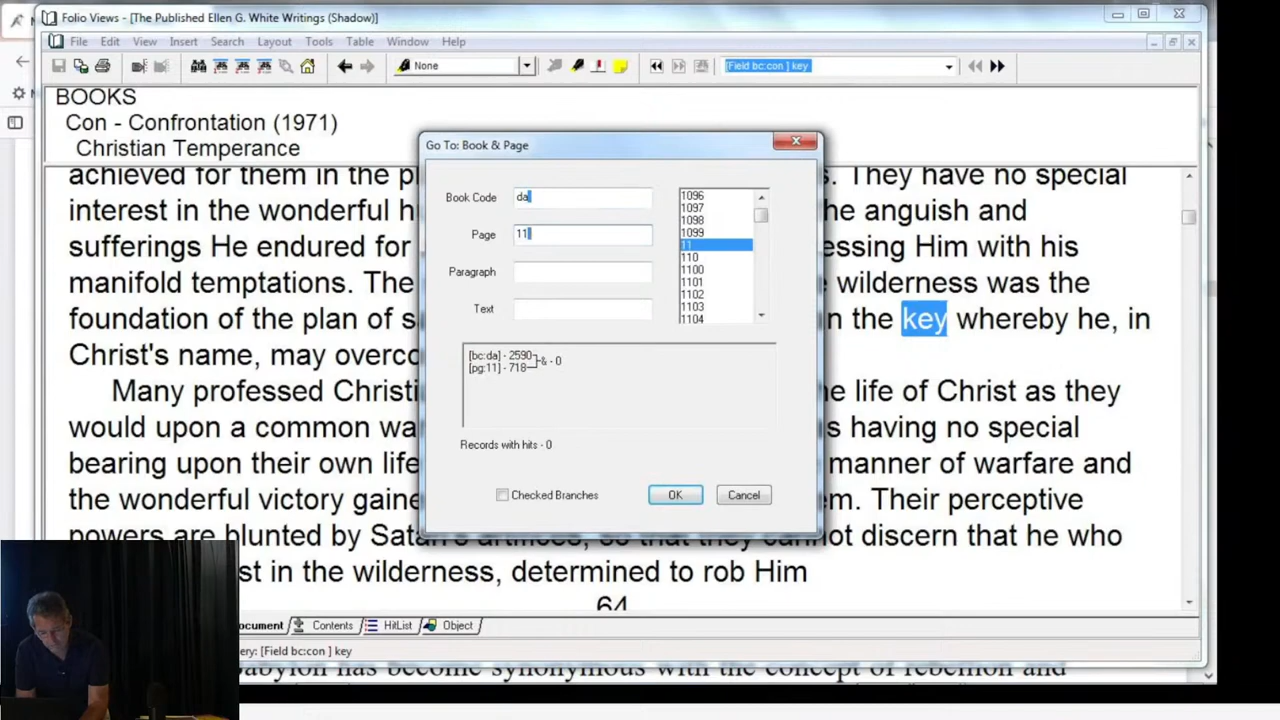 Folio Views - [The Published Ellen G. White Writings (Shadow)]
File Edit View Insert Search Layout Tools Table Window Help
None
[Field bc:con ] key
BOOKS
Con - Confrontation (1971)
Christian Temperance
Go To: Book & Page
Book Code da
Page 11
Paragraph
Text
1096
1097
1098
1099
11
110
1100
1101
1102
1103
1104
[bc:da] - 2590
[pg:11] - 718
& - 0
Records with hits - 0
Checked Branches
OK
Cancel
achieved for them in the p s. They have no special
interest in the wonderful h he anguish and
sufferings He endured for essing Him with his
manifold temptations. The wilderness was the
foundation of the plan of s n the key whereby he, in
Christ's name, may overco
Many professed Christi he life of Christ as they
would upon a common wa s having no special
bearing upon their own life manner of warfare and
the wonderful victory gaine em. Their perceptive
powers are blunted by Satan's artifices, so that they cannot discern that he who
st in the wilderness, determined to rob Him
64
ocument Contents HitList Object
ery: [Field bc:con ] key
abylon has become synonymous with the concept of rebellion and